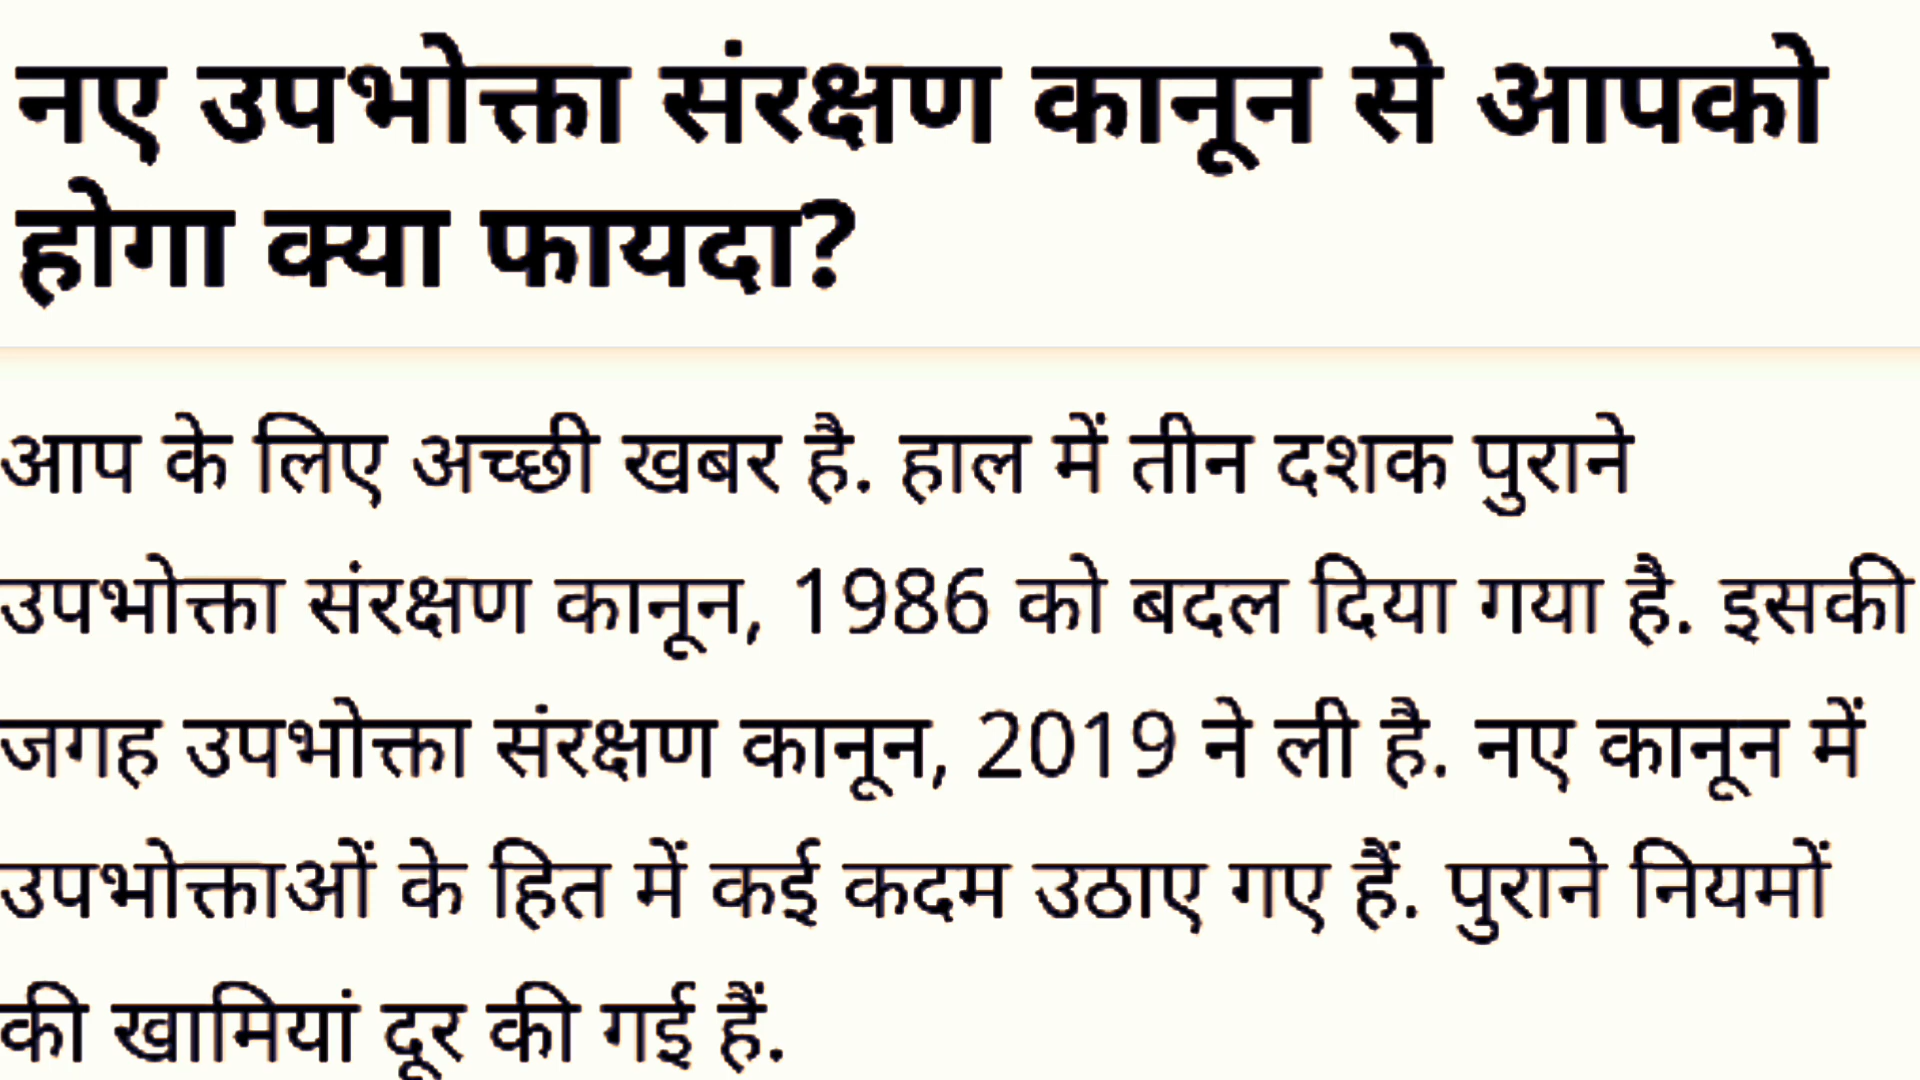 नए उपभोक्ता संरक्षण कानून से आपको
होगा क्या फायदा?
आप के लिए अच्छी खबर है. हाल में तीन दशक पुराने
उपभोक्ता संरक्षण कानून, 1986 को बदल दिया गया है. इसकी
जगह उपभोक्ता संरक्षण कानून, 2019 ने ली है. नए कानून में
उपभोक्ताओं के हित में कई कदम उठाए गए हैं. पुराने नियमों
की खामियां दूर की गई हैं.